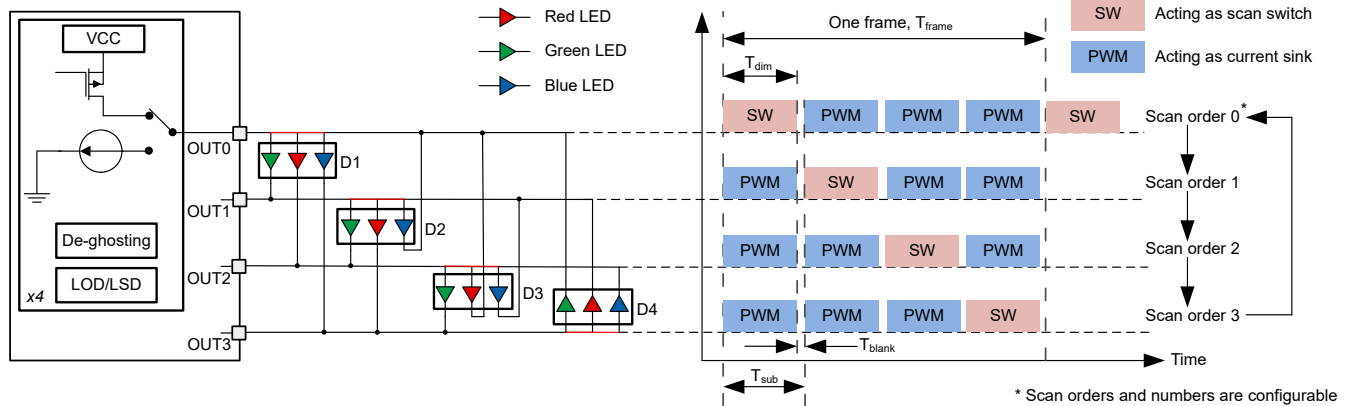 VCC
De-ghosting
LOD/LSD
x4
OUT0
OUT1
OUT2
OUT3
Red LED
Green LED
Blue LED
D1
D2
D3
D4
One frame, Tframe
Tdim
SW Acting as scan switch
PWM Acting as current sink
SW PWM PWM PWM SW Scan order 0*
PWM SW PWM PWM Scan order 1
PWM PWM SW PWM Scan order 2
PWM PWM PWM SW Scan order 3
Tblank
Time
Tsub
* Scan orders and numbers are configurable